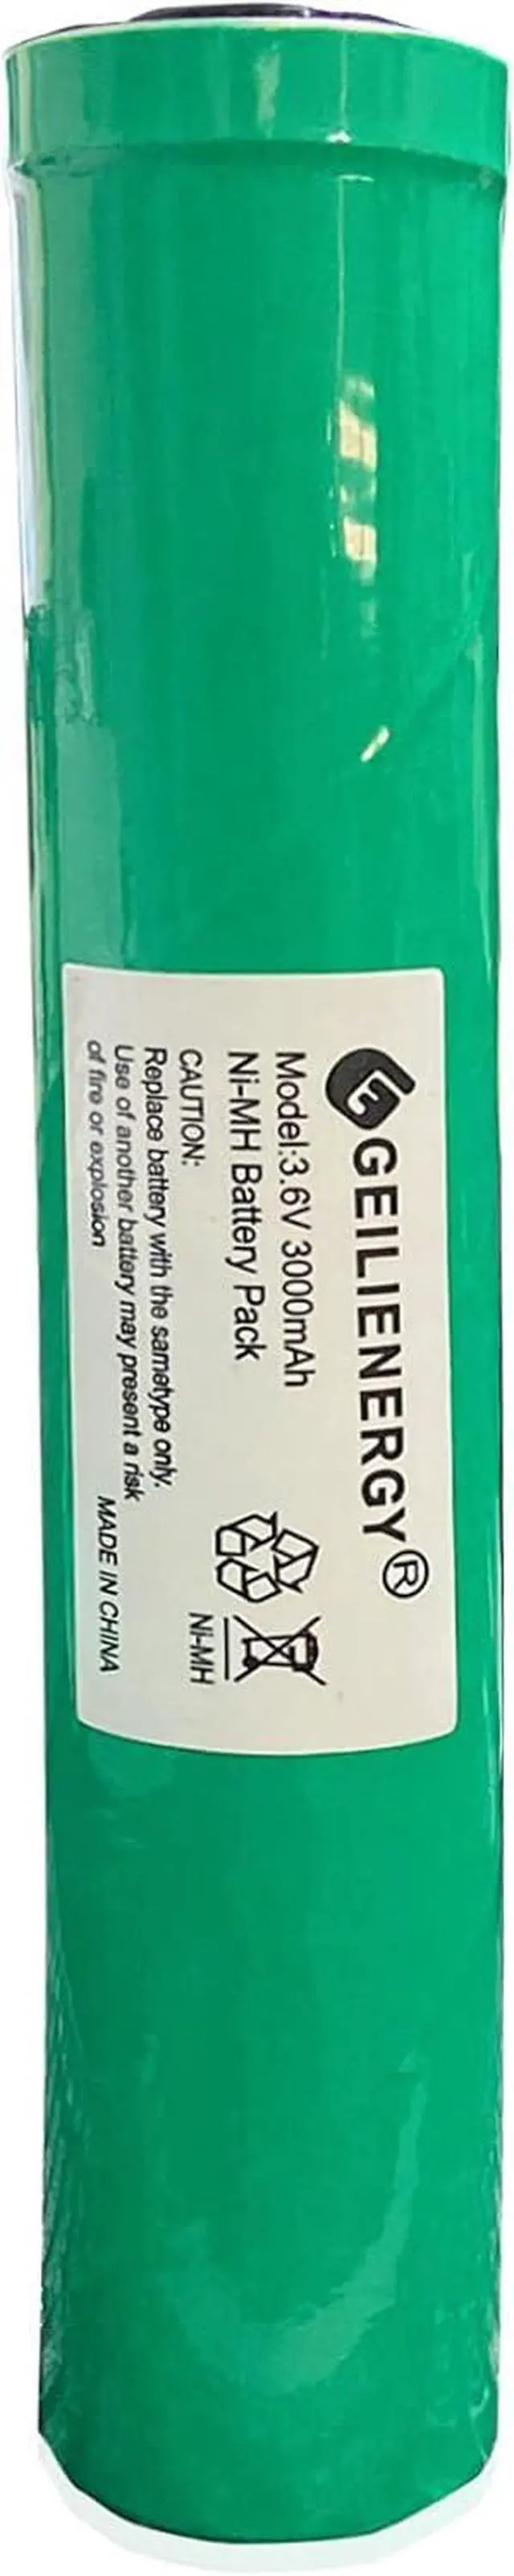 GEILIENERGY®
Model:3.6V 3000mAh
Ni-MH Battery Pack
CAUTION:
Replace battery with the sametype only.
Use of another battery may present a risk
of fire or explosion
Ni-MH
MADE IN CHINA